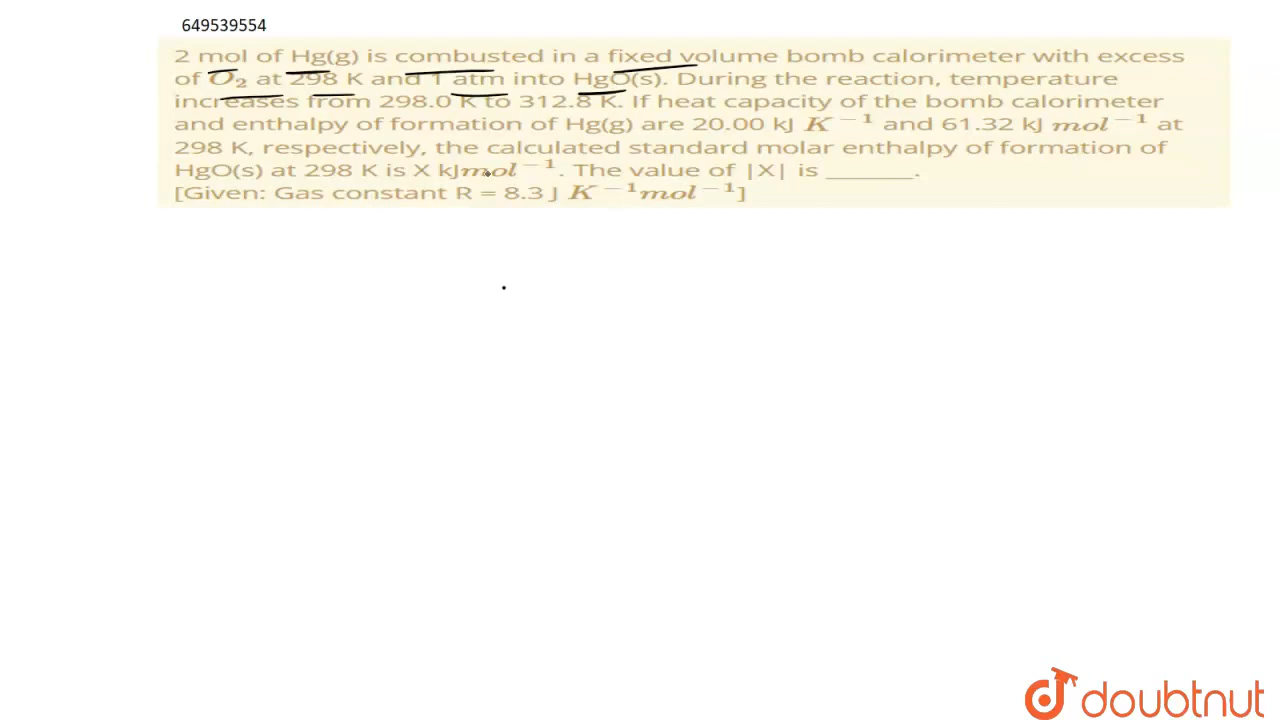 649539554
2 mol of Hg(g) is combusted in a fixed volume bomb calorimeter with excess
of O₂ at 298 K and 1 atm into HgO(s). During the reaction, temperature
increases from 298.0 K to 312.8 K. If heat capacity of the bomb calorimeter
and enthalpy of formation of Hg(g) are 20.00 kJ K⁻¹ and 61.32 kJ mol⁻¹ at
298 K, respectively, the calculated standard molar enthalpy of formation of
HgO(s) at 298 K is X kJmol⁻¹. The value of |X| is _______.
[Given: Gas constant R = 8.3 J K⁻¹mol⁻¹]
doubtnut